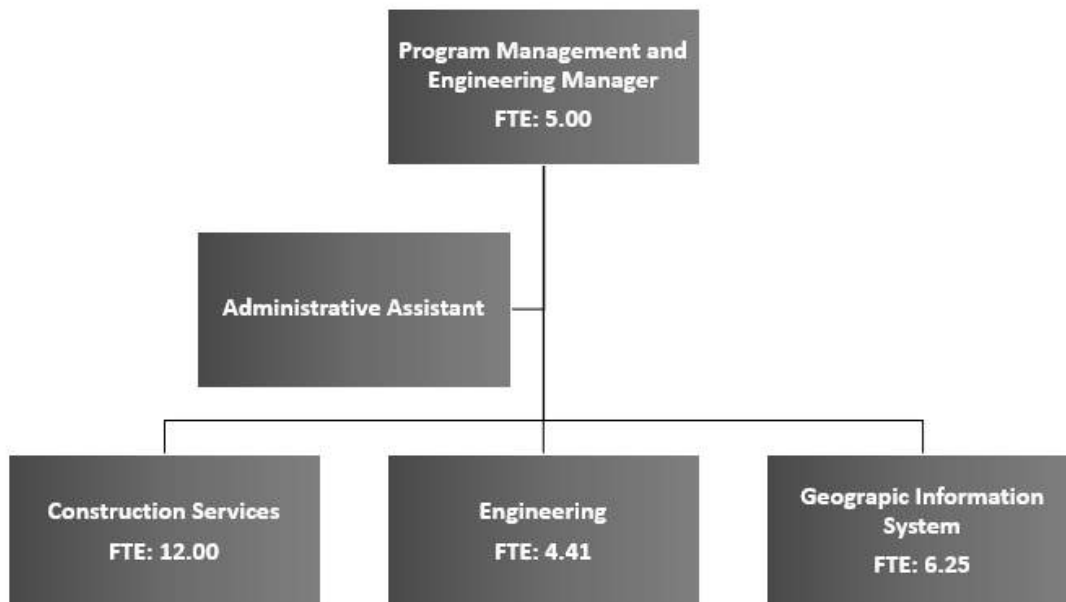 Program Management and
Engineering Manager
FTE: 5.00
Administrative Assistant
Construction Services
FTE: 12.00
Engineering
FTE: 4.41
Geograpic Information
System
FTE: 6.25